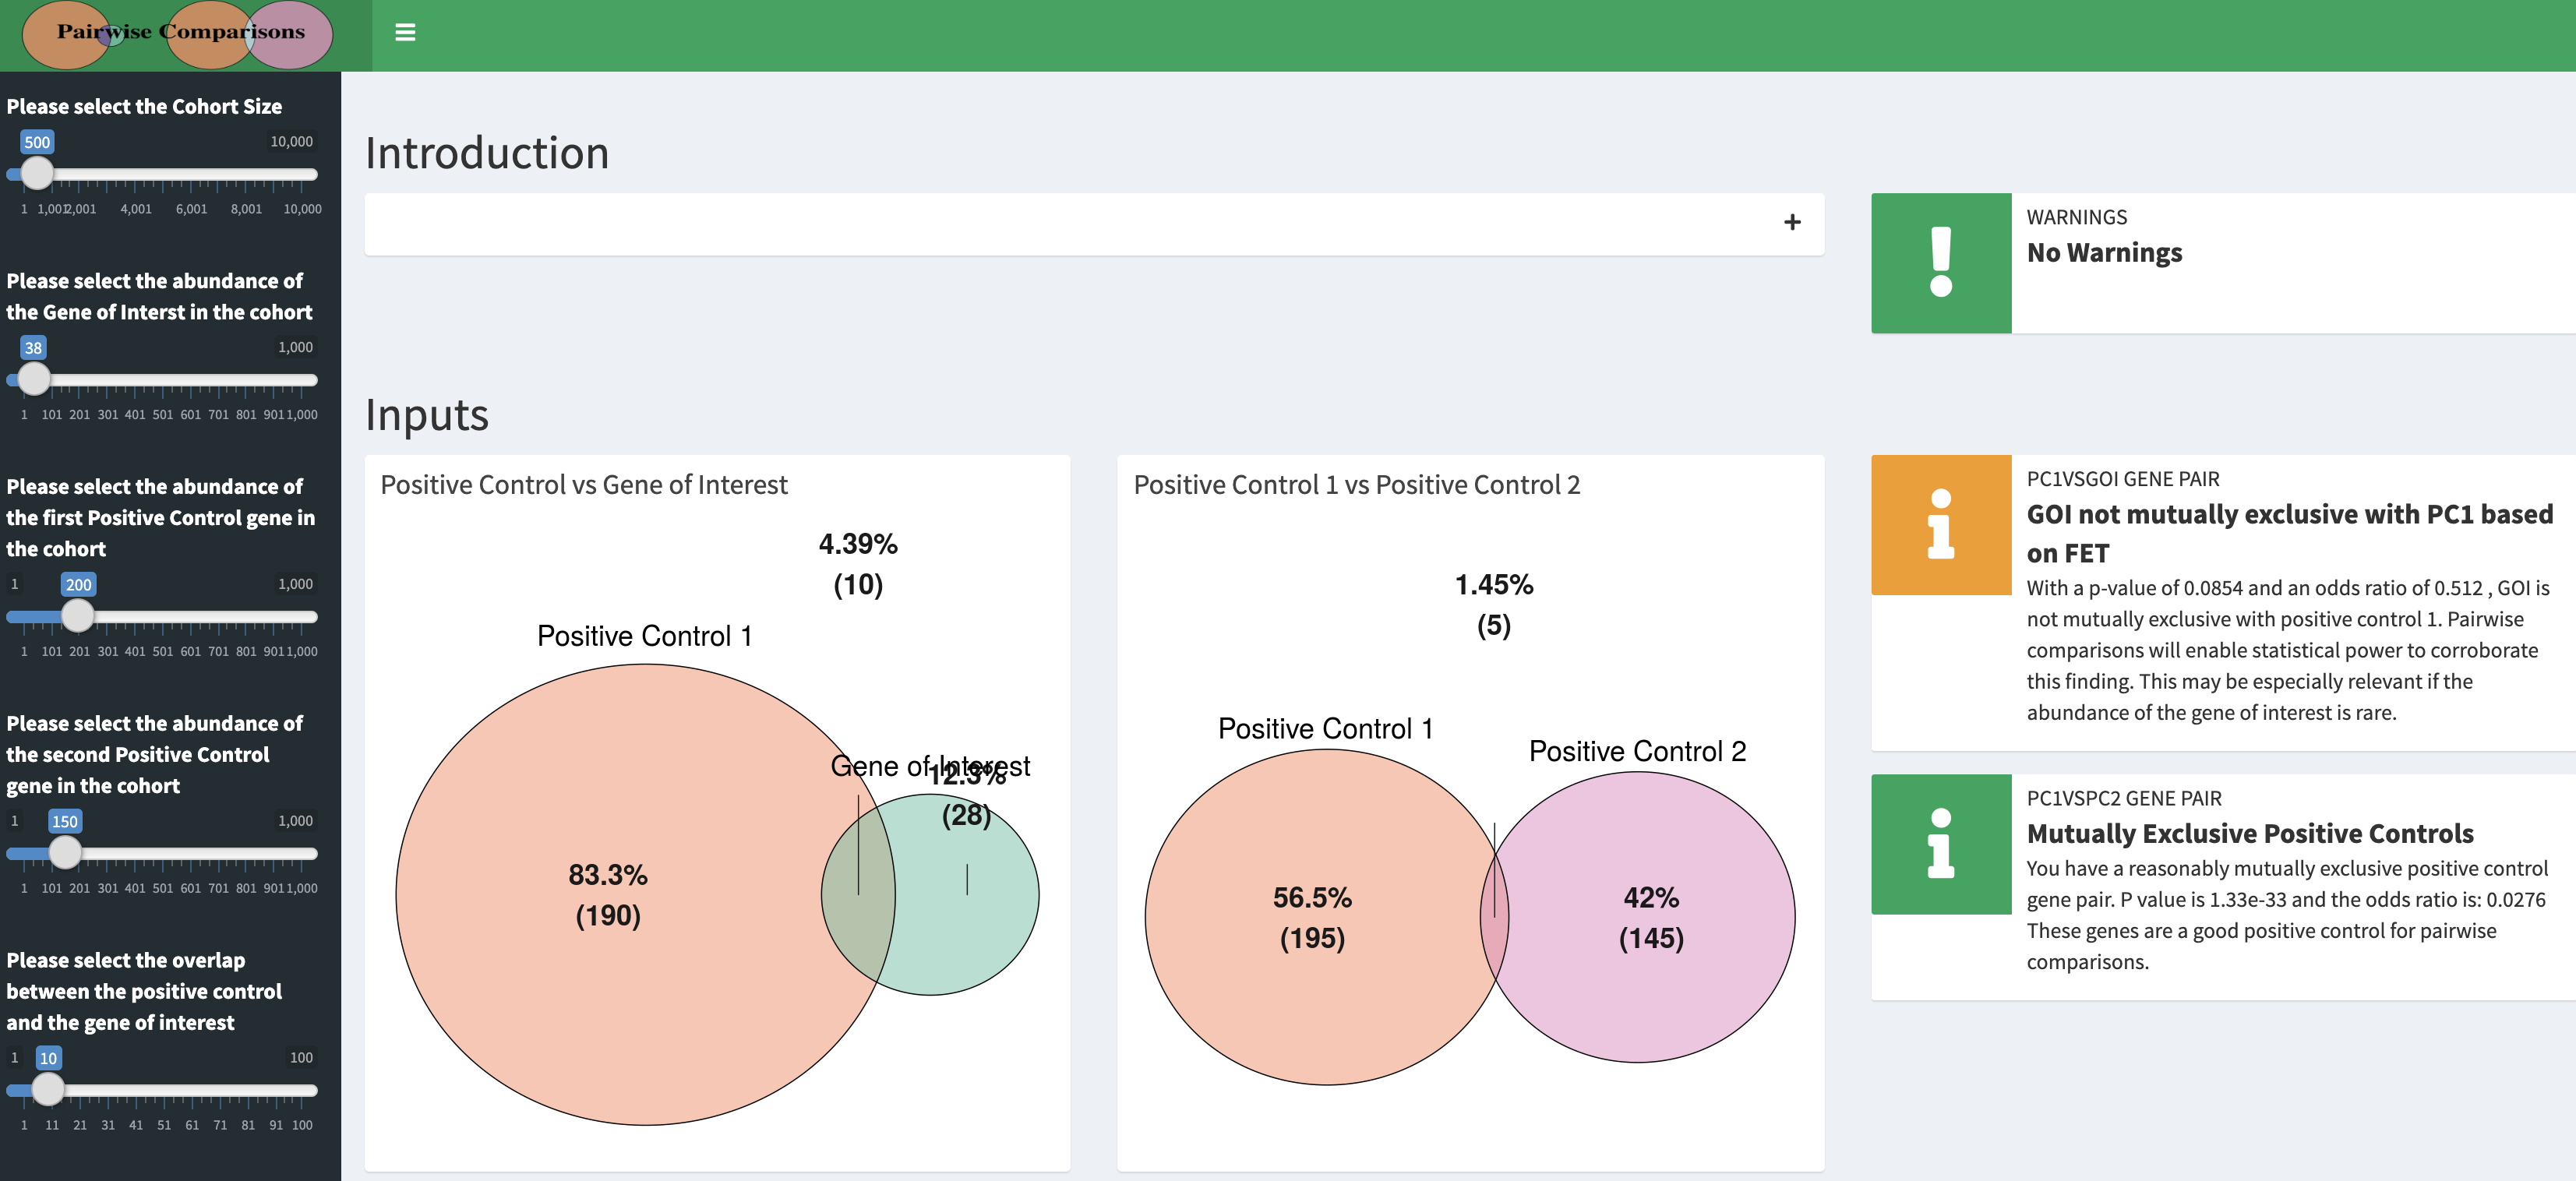 Pairwise Comparisons
Please select the Cohort Size
500
10,000
1 1,001 2,001 4,001 6,001 8,001 10,000
Please select the abundance of
the Gene of Interst in the cohort
38
1,000
1 101 201 301 401 501 601 701 801 901 1,000
Please select the abundance of
the first Positive Control gene in
the cohort
1 200 1,000
1 101 201 301 401 501 601 701 801 901 1,000
Please select the abundance of
the second Positive Control
gene in the cohort
1 150 1,000
1 101 201 301 401 501 601 701 801 901 1,000
Please select the overlap
between the positive control
and the gene of interest
1 10 100
1 11 21 31 41 51 61 71 81 91 100
Introduction
Inputs
Positive Control vs Gene of Interest
4.39%
(10)
Positive Control 1
Gene of Interest
12.3%
(28)
83.3%
(190)
Positive Control 1 vs Positive Control 2
1.45%
(5)
Positive Control 1
Positive Control 2
56.5%
(195)
42%
(145)
WARNINGS
No Warnings
PC1VSGOI GENE PAIR
GOI not mutually exclusive with PC1 based
on FET
With a p-value of 0.0854 and an odds ratio of 0.512 , GOI is
not mutually exclusive with positive control 1. Pairwise
comparisons will enable statistical power to corroborate
this finding. This may be especially relevant if the
abundance of the gene of interest is rare.
PC1VSPC2 GENE PAIR
Mutually Exclusive Positive Controls
You have a reasonably mutually exclusive positive control
gene pair. P value is 1.33e-33 and the odds ratio is: 0.0276
These genes are a good positive control for pairwise
comparisons.